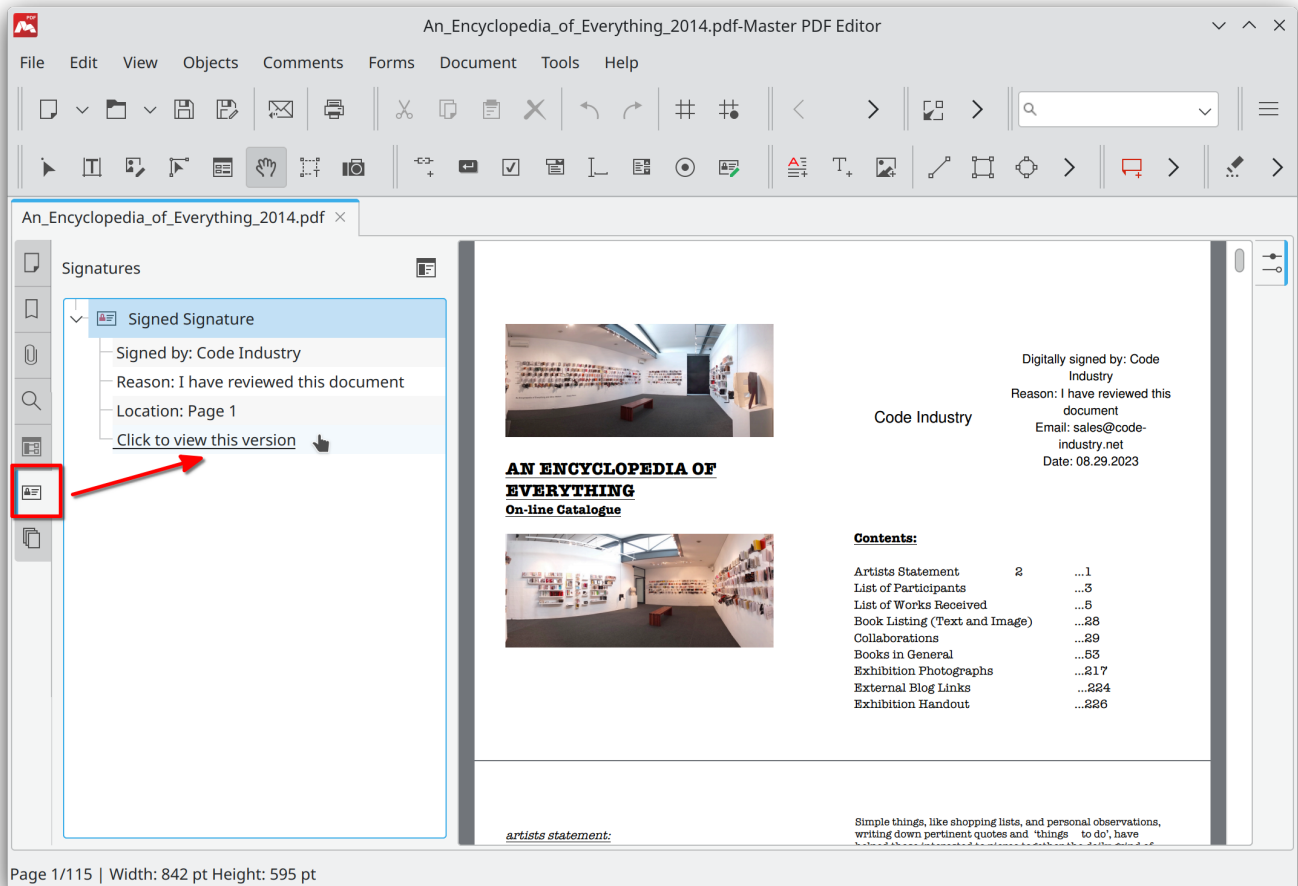 PDF
An_Encyclopedia_of_Everything_2014.pdf-Master PDF Editor
File Edit View Objects Comments Forms Document Tools Help
An_Encyclopedia_of_Everything_2014.pdf
Signatures
Signed Signature
Signed by: Code Industry
Reason: I have reviewed this document
Location: Page 1
Click to view this version
AN ENCYCLOPEDIA OF
EVERYTHING
On-line Catalogue
Code Industry
Digitally signed by: Code
Industry
Reason: I have reviewed this
document
Email: sales@code-
industry.net
Date: 08.29.2023
Contents:
Artists Statement 2 ...1
List of Participants ...3
List of Works Received ...5
Book Listing (Text and Image) ...28
Collaborations ...29
Books in General ...53
Exhibition Photographs ...217
External Blog Links ...224
Exhibition Handout ...226
artists statement:
Simple things, like shopping lists, and personal observations,
writing down pertinent quotes and ‘things to do’, have
Page 1/115 | Width: 842 pt Height: 595 pt